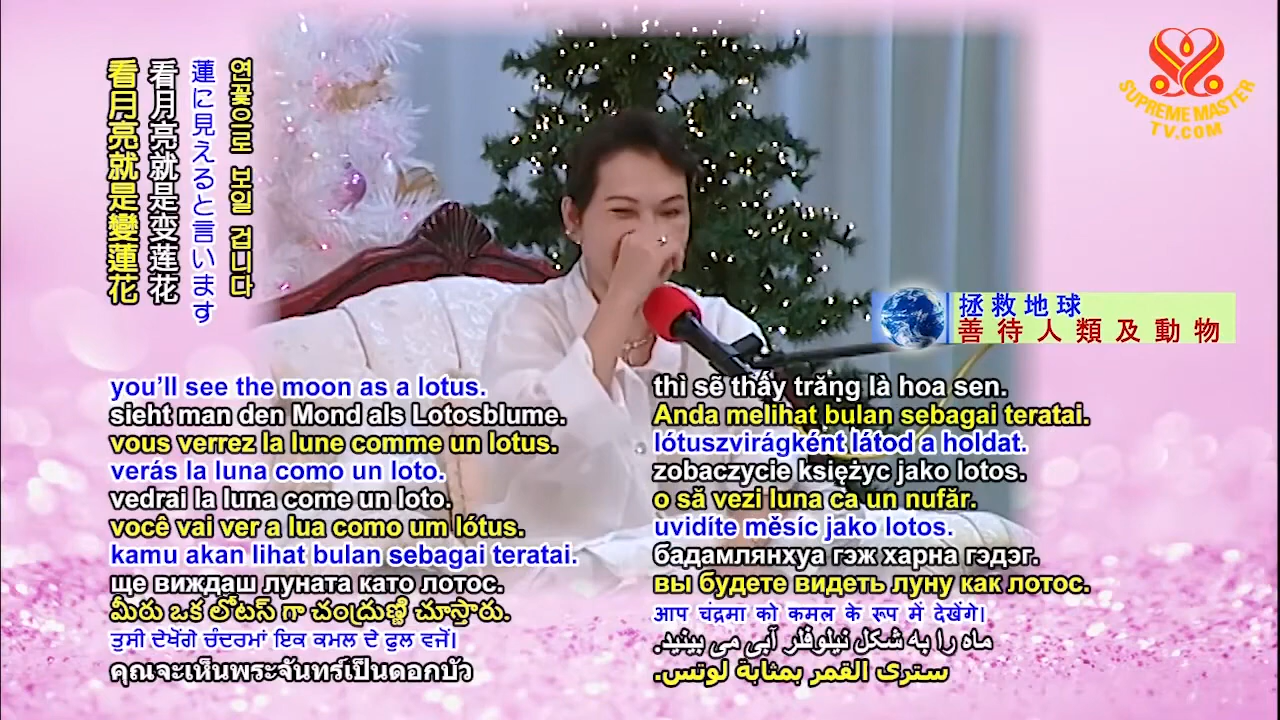 연꽃으로 보일 겁니다
蓮に見えると言います
看月亮就是变莲花
看月亮就是變蓮花
SUPREME MASTER
TV.COM
拯救地球
善待人類及動物
you'll see the moon as a lotus.
sieht man den Mond als Lotosblume.
vous verrez la lune comme un lotus.
verás la luna como un loto.
vedrai la luna come un loto.
você vai ver a lua como um lótus.
kamu akan lihat bulan sebagai teratai.
ще виждаш луната като лотос.
మీరు ఒక లోటస్ గా చంద్రుణ్ణి చూస్తారు.
ਤੁਸੀ ਦੇਖੋਂਗੇ ਚੰਦਰਮਾਂ ਇਕ ਕਮਲ ਦੇ ਫੁਲ ਵਜੋਂ।
คุณจะเห็นพระจันทร์เป็นดอกบัว
thì sẽ thấy trăng là hoa sen.
Anda melihat bulan sebagai teratai.
lótuszvirágként látod a holdat.
zobaczycie księżyc jako lotos.
o să vezi luna ca un nufăr.
uvidíte měsíc jako lotos.
бадамлянхуа гэж харна гэдэг.
вы будете видеть луну как лотос.
आप चंद्रमा को कमल के रूप में देखेंगे।
ماه را به شکل نیلوفر آبی می بینید.
سترى القمر بمثابة لوتس.